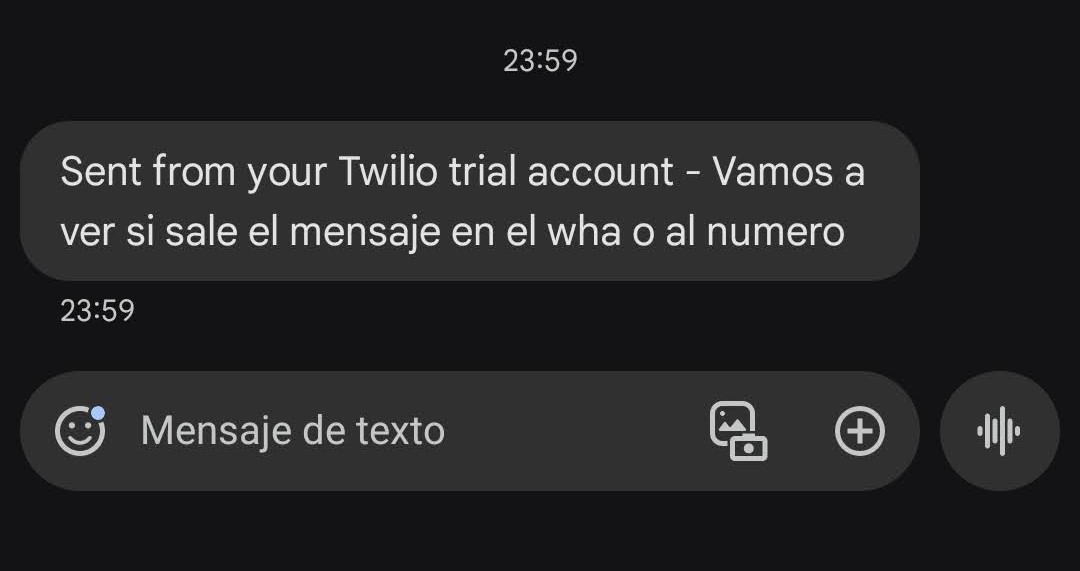 23:59
Sent from your Twilio trial account - Vamos a
ver si sale el mensaje en el wha o al numero
23:59
Mensaje de texto